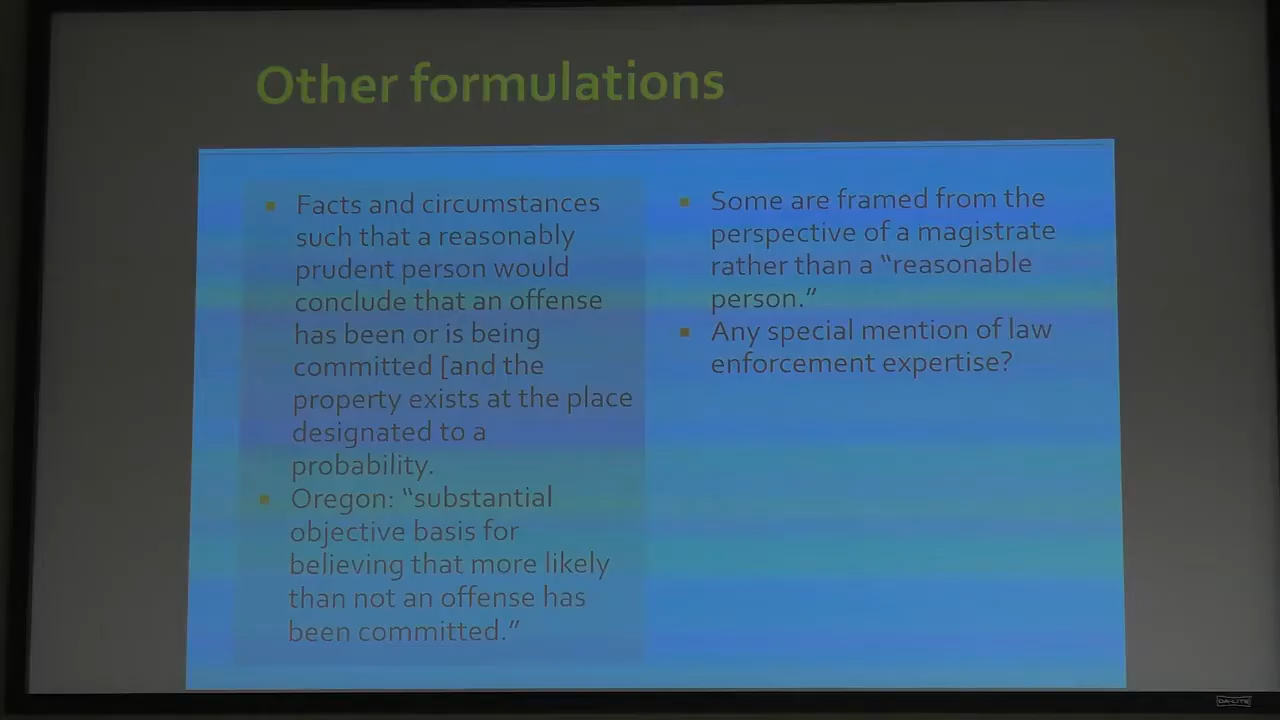 Other formulations
Facts and circumstances
such that a reasonably
prudent person would
conclude that an offense
has been or is being
committed [and the
property exists at the place
designated to a
probability.
Oregon: “substantial
objective basis for
believing that more likely
than not an offense has
been committed.”
Some are framed from the
perspective of a magistrate
rather than a “reasonable
person.”
Any special mention of law
enforcement expertise?
DA-LITE